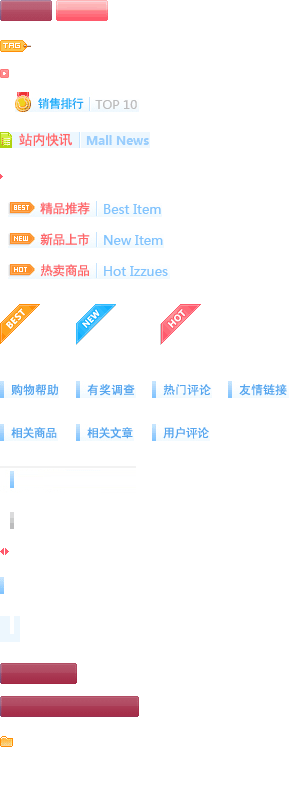 TAG
销售排行 TOP 10
站内快讯 Mall News
BEST 精品推荐 Best Item
NEW 新品上市 New Item
HOT 热卖商品 Hot Izzues
BEST NEW HOT
购物帮助 有奖调查 热门评论 友情链接
相关商品 相关文章 用户评论